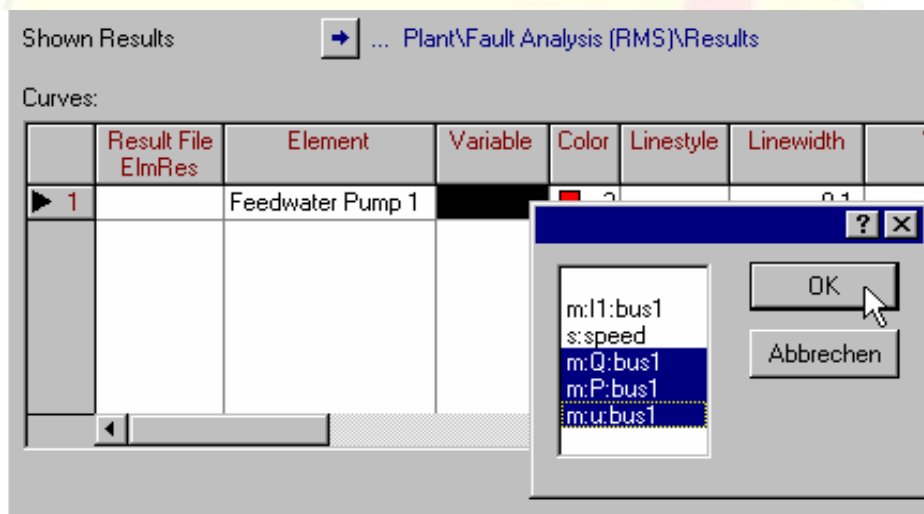 Shown Results ... Plant\Fault Analysis (RMS)\Results
Curves:
Result File ElmRes Element Variable Color Linestyle Linewidth
1 Feedwater Pump 1
? X
m:I1:bus1
s:speed
m:Q:bus1
m:P:bus1
m:u:bus1
OK
Abbrechen